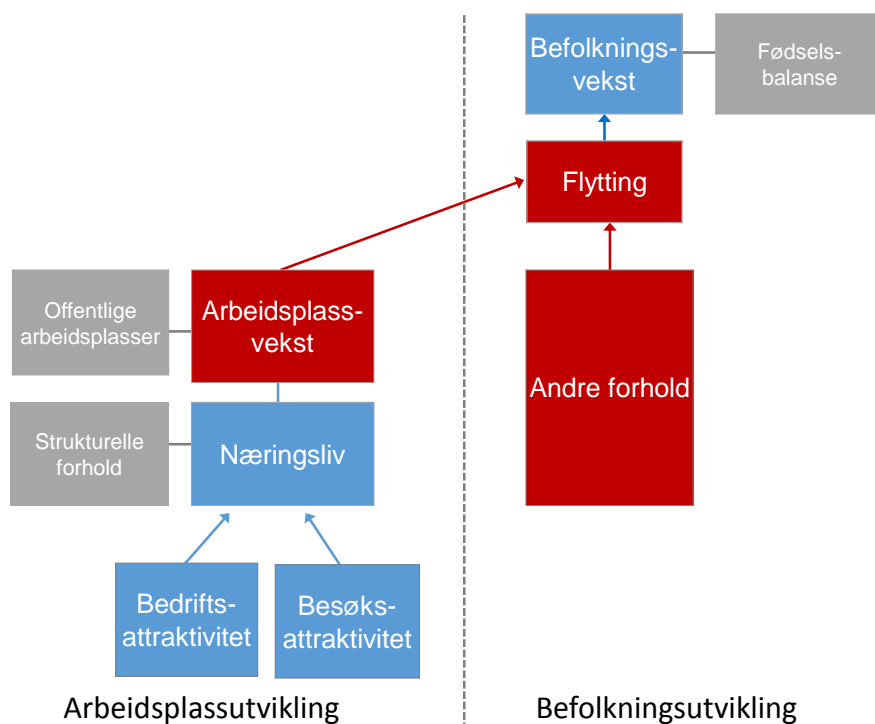 Befolknings-
vekst
Fødsels-
balanse
Flytting
Offentlige
arbeidsplasser
Arbeidsplass-
vekst
Andre forhold
Strukturelle
forhold
Næringsliv
Bedrifts-
attraktivitet
Besøks-
attraktivitet
Arbeidsplassutvikling
Befolkningsutvikling